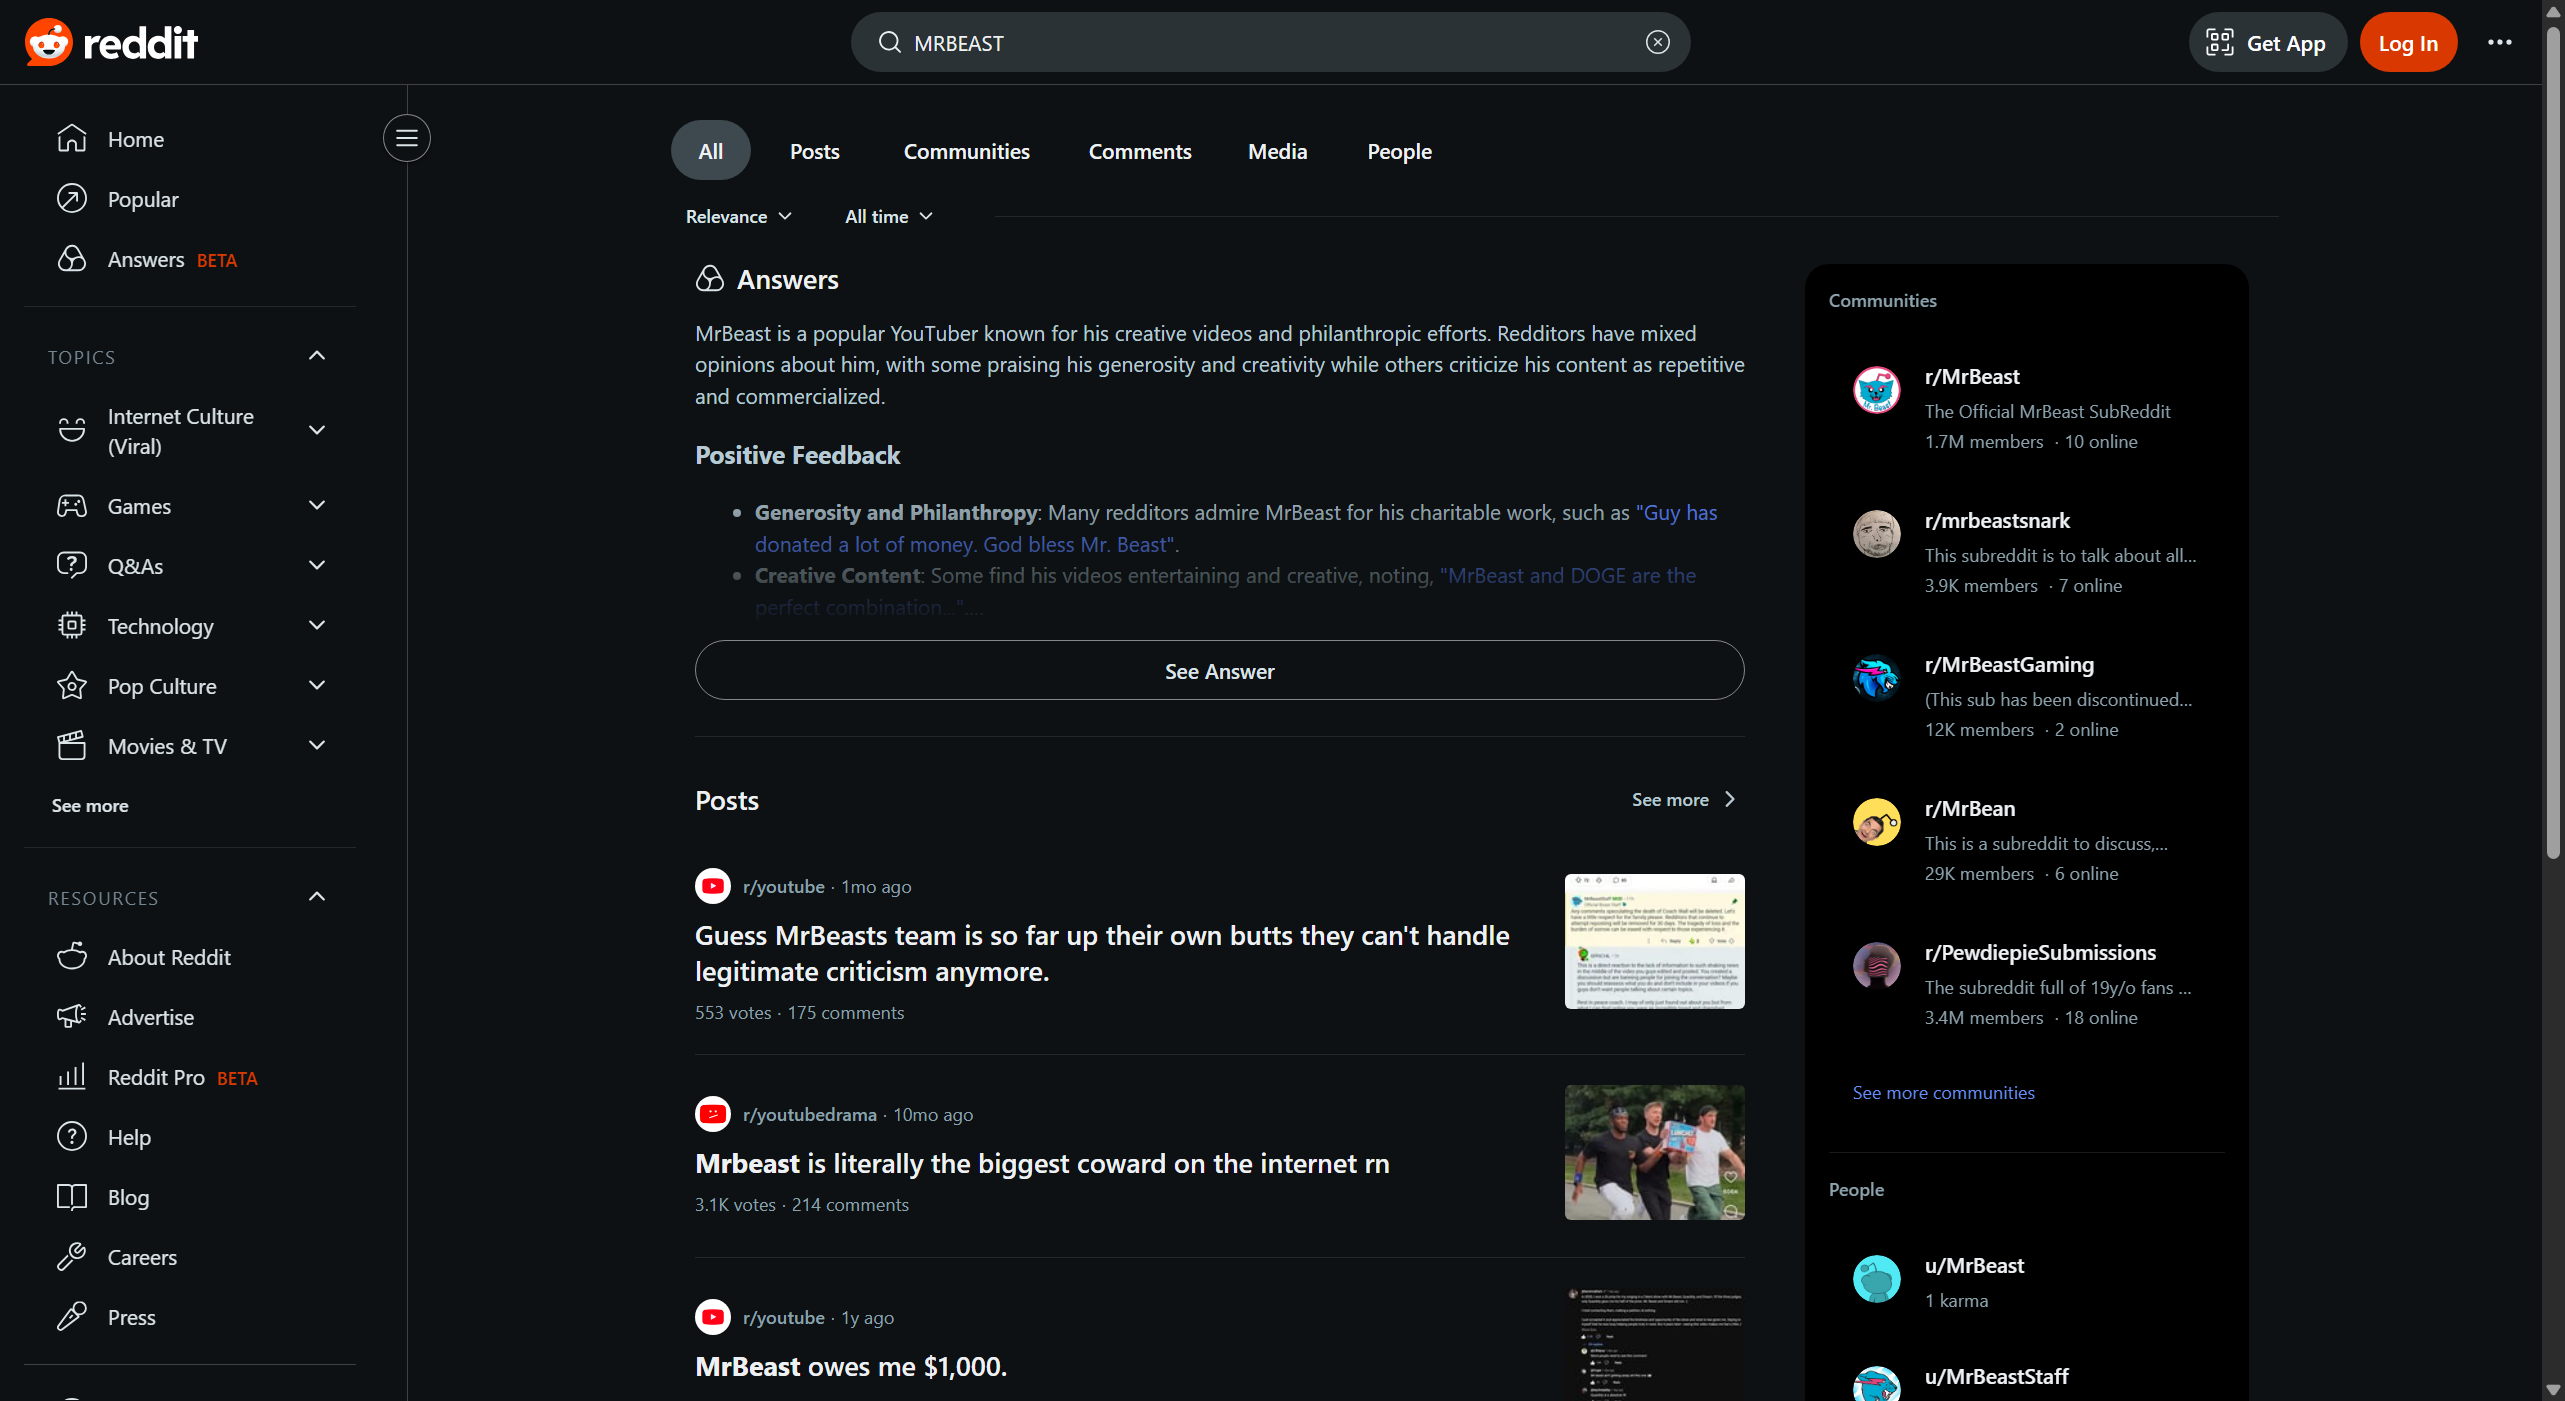 reddit
MRBEAST
Get App
Log In
Home
Popular
Answers BETA
TOPICS
Internet Culture
(Viral)
Games
Q&As
Technology
Pop Culture
Movies & TV
See more
RESOURCES
About Reddit
Advertise
Reddit Pro BETA
Help
Blog
Careers
Press
All
Posts
Communities
Comments
Media
People
Relevance
All time
Answers
MrBeast is a popular YouTuber known for his creative videos and philanthropic efforts. Redditors have mixed
opinions about him, with some praising his generosity and creativity while others criticize his content as repetitive
and commercialized.
Positive Feedback
• Generosity and Philanthropy: Many redditors admire MrBeast for his charitable work, such as "Guy has
donated a lot of money. God bless Mr. Beast".
• Creative Content: Some find his videos entertaining and creative, noting, "MrBeast and DOGE are the
perfect combination..."....
See Answer
Posts
See more
r/youtube · 1mo ago
Guess MrBeasts team is so far up their own butts they can't handle
legitimate criticism anymore.
553 votes · 175 comments
r/youtubedrama · 10mo ago
Mrbeast is literally the biggest coward on the internet rn
3.1K votes · 214 comments
r/youtube · 1y ago
MrBeast owes me $1,000.
Communities
r/MrBeast
The Official MrBeast SubReddit
1.7M members · 10 online
r/mrbeastsnark
This subreddit is to talk about all...
3.9K members · 7 online
r/MrBeastGaming
(This sub has been discontinued...
12K members · 2 online
r/MrBean
This is a subreddit to discuss,...
29K members · 6 online
r/PewdiepieSubmissions
The subreddit full of 19y/o fans ...
3.4M members · 18 online
See more communities
People
u/MrBeast
1 karma
u/MrBeastStaff